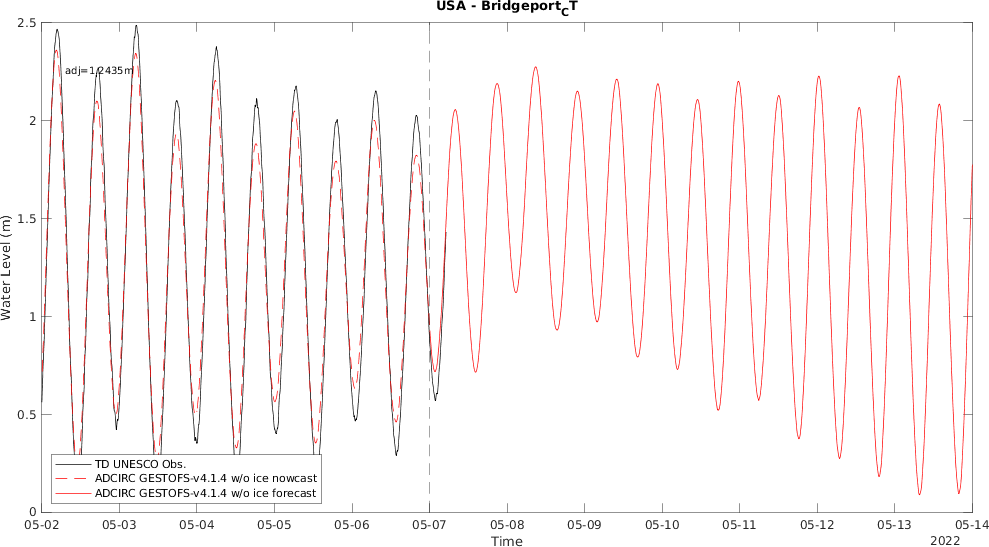 USA - Bridgeport_CT
2.5
adj=1.2435m
2
1.5
1
0.5
0
Water Level (m)
TD UNESCO Obs.
ADCIRC GESTOFS-v4.1.4 w/o ice nowcast
ADCIRC GESTOFS-v4.1.4 w/o ice forecast
05-02 05-03 05-04 05-05 05-06 05-07 05-08 05-09 05-10 05-11 05-12 05-13 05-14
Time
2022